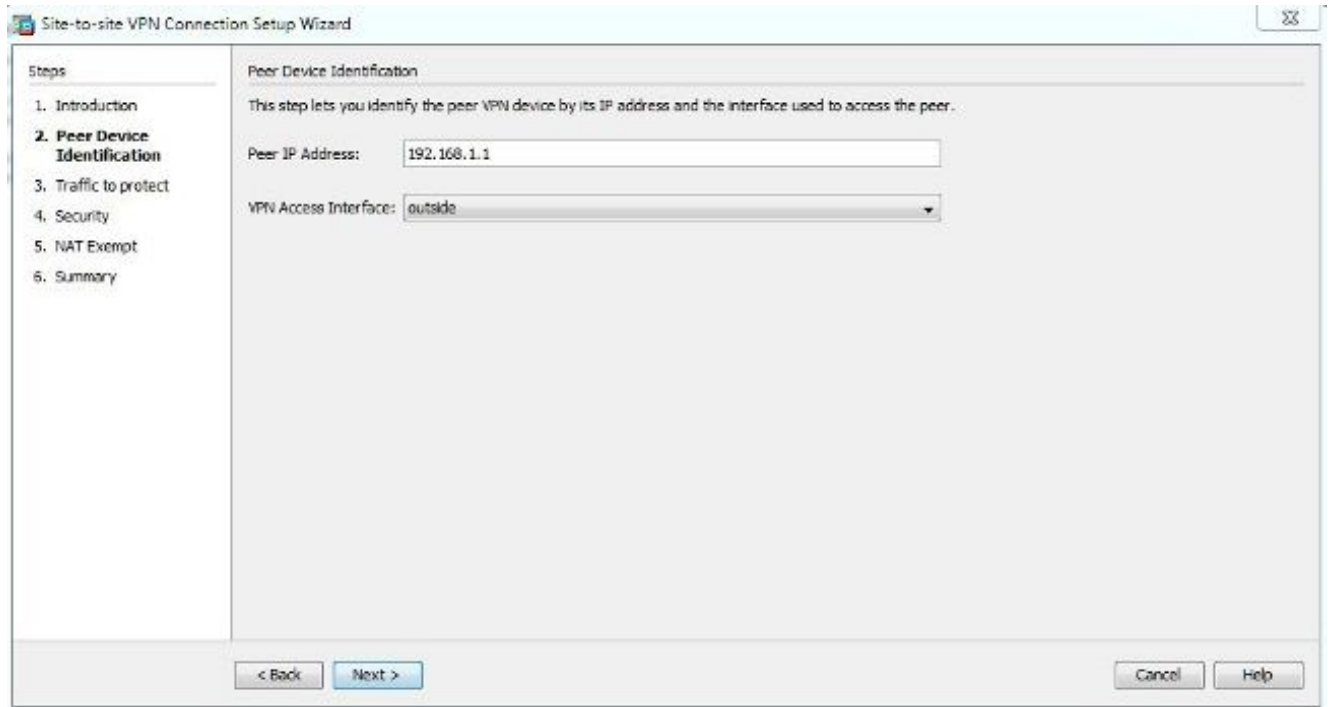 Site-to-site VPN Connection Setup Wizard
Steps
1. Introduction
2. Peer Device
Identification
3. Traffic to protect
4. Security
5. NAT Exempt
6. Summary
Peer Device Identification
This step lets you identify the peer VPN device by its IP address and the interface used to access the peer.
Peer IP Address: 192.168.1.1
VPN Access Interface: outside
< Back Next > Cancel Help